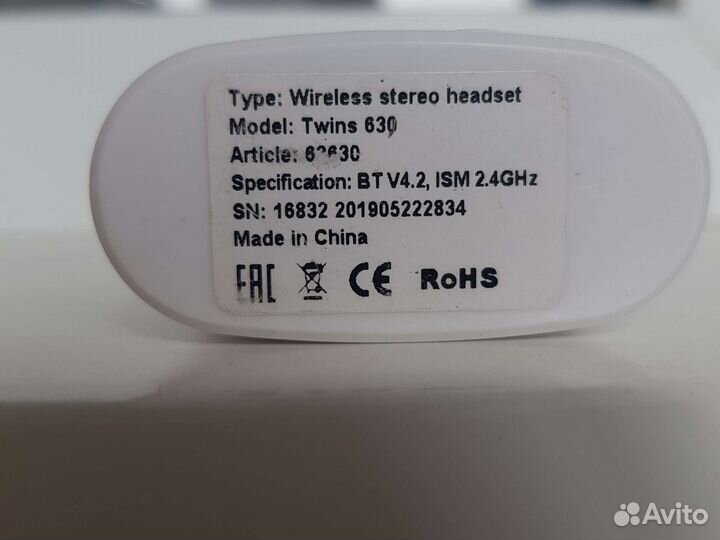 Type: Wireless stereo headset
Model: Twins 630
Article:
Specification: BT V4.2, ISM 2.4GHz
SN: 16832 201905222834
Made in China
EAC CE RoHS
Avito